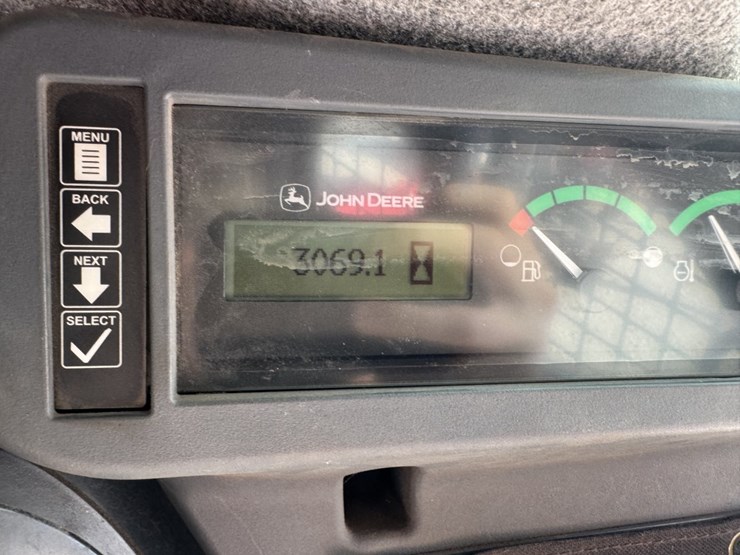 MENU
BACK
NEXT
SELECT
JOHN DEERE
3069.1